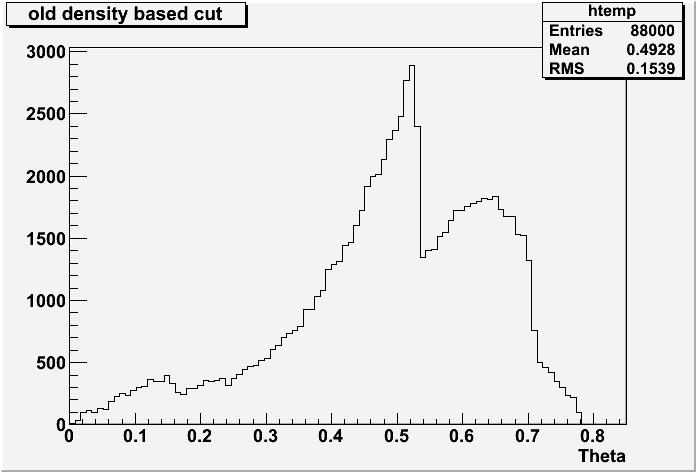 old density based cut
htemp
Entries 88000
Mean 0.4928
RMS 0.1539
3000
2500
2000
1500
1000
500
0
0 0.1 0.2 0.3 0.4 0.5 0.6 0.7 0.8
Theta